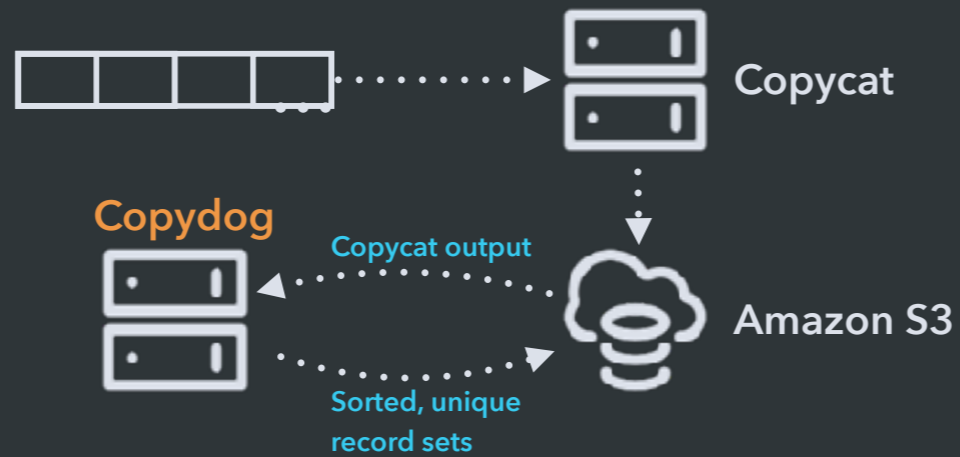 Copycat
Copydog
Copycat output
Amazon S3
Sorted, unique
record sets